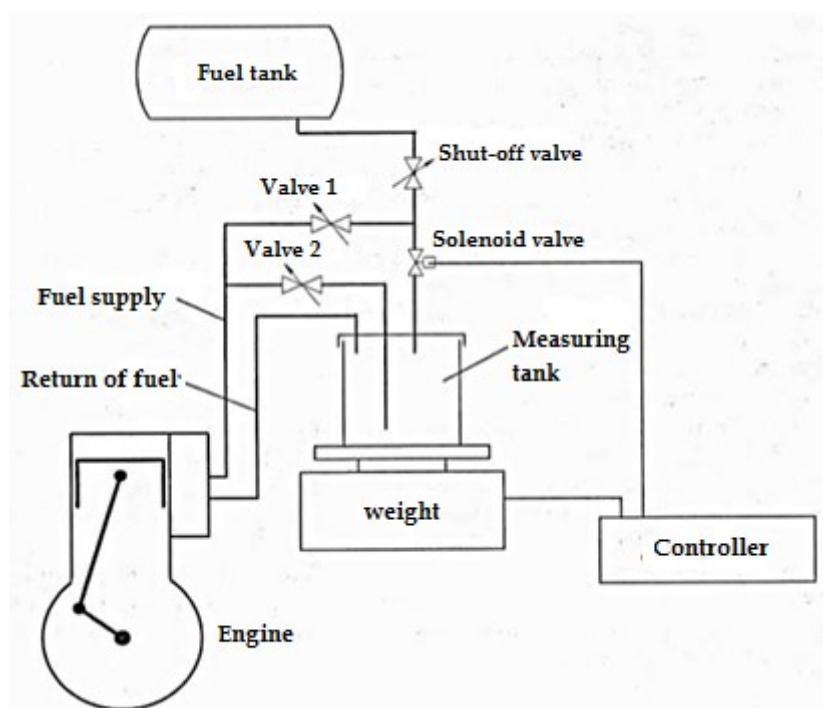 Fuel tank
Shut-off valve
Valve 1
Solenoid valve
Valve 2
Fuel supply
Measuring
tank
Return of fuel
weight
Controller
Engine